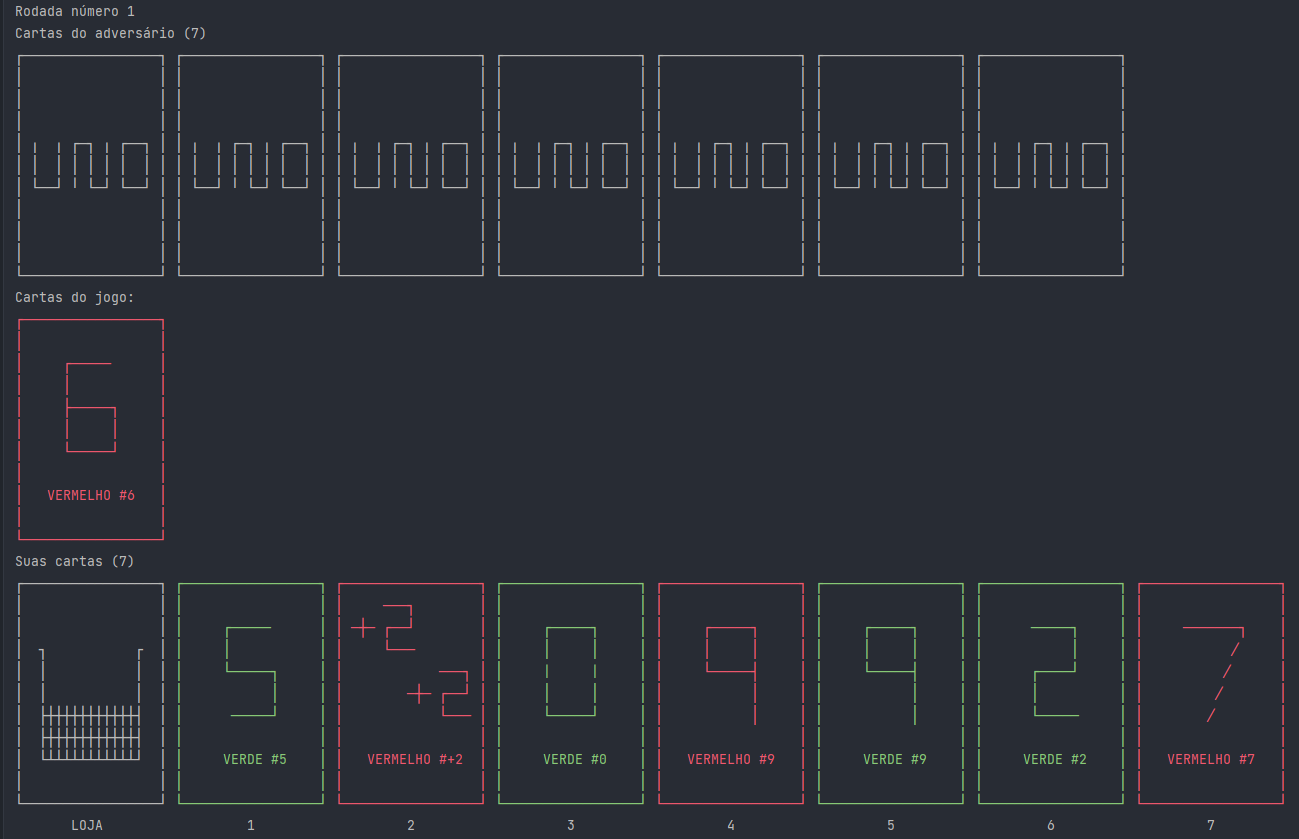 Rodada número 1
Cartas do adversário (7)
UNO UNO UNO UNO UNO UNO UNO
Cartas do jogo:
6
VERMELHO #6
Suas cartas (7)
5 +2 +2 0 9 9 2 7
VERDE #5 VERMELHO #+2 VERDE #0 VERMELHO #9 VERDE #9 VERDE #2 VERMELHO #7
LOJA 1 2 3 4 5 6 7